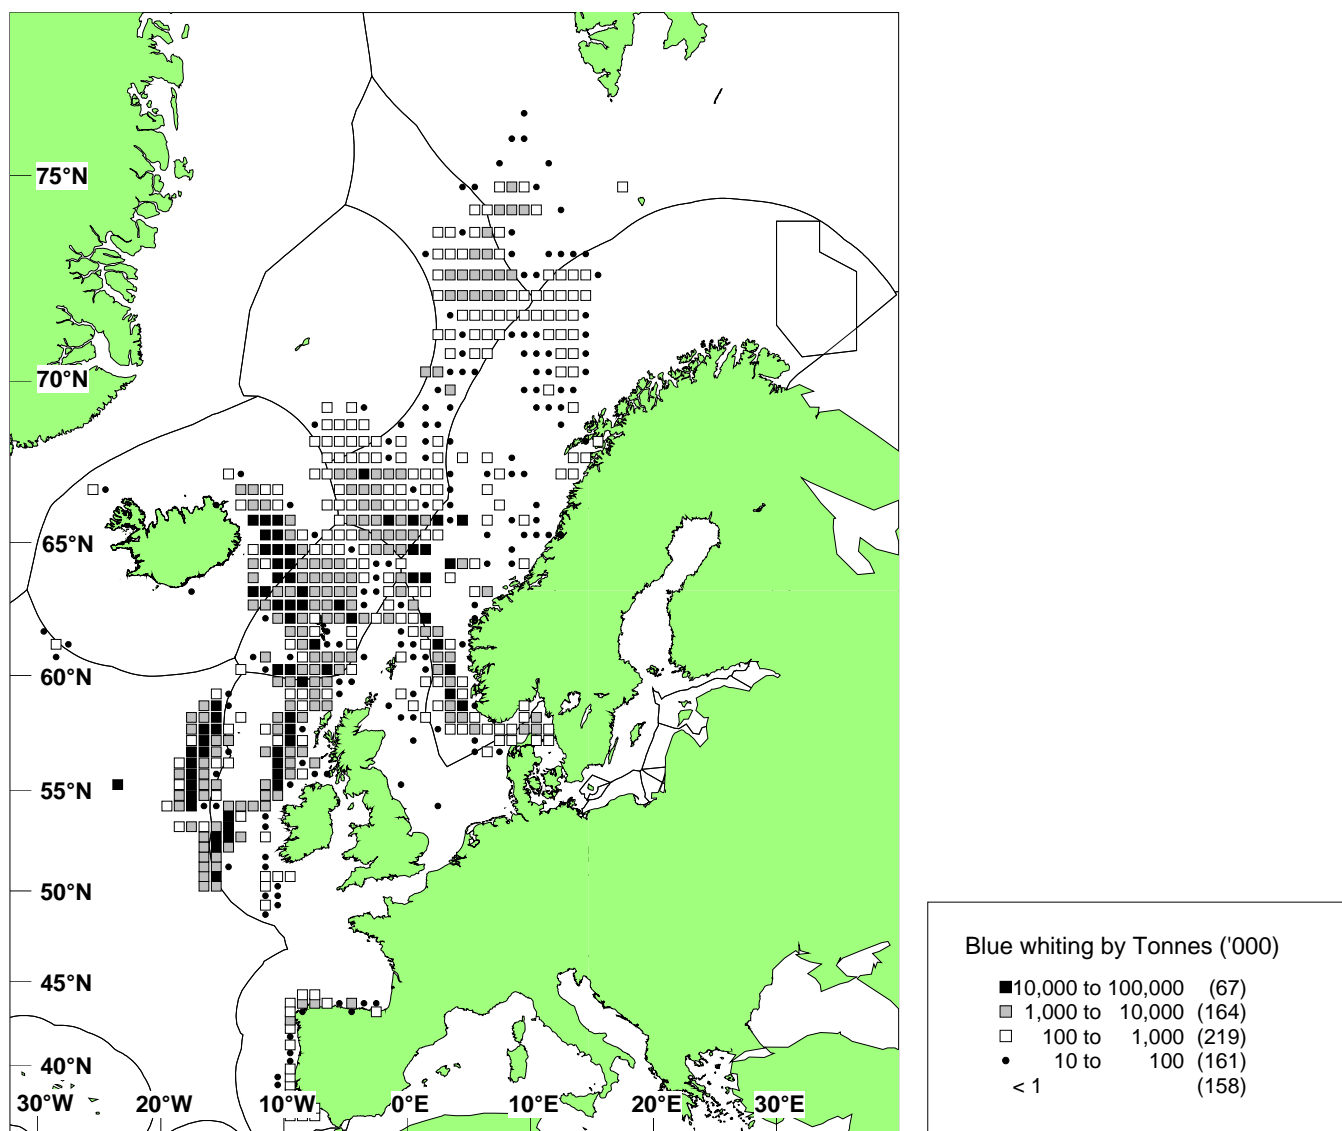 75°N
70°N
65°N
60°N
55°N
50°N
45°N
40°N
30°W 20°W 10°W 0°E 10°E 20°E 30°E
Blue whiting by Tonnes ('000)
10,000 to 100,000 (67)
1,000 to 10,000 (164)
100 to 1,000 (219)
10 to 100 (161)
< 1 (158)